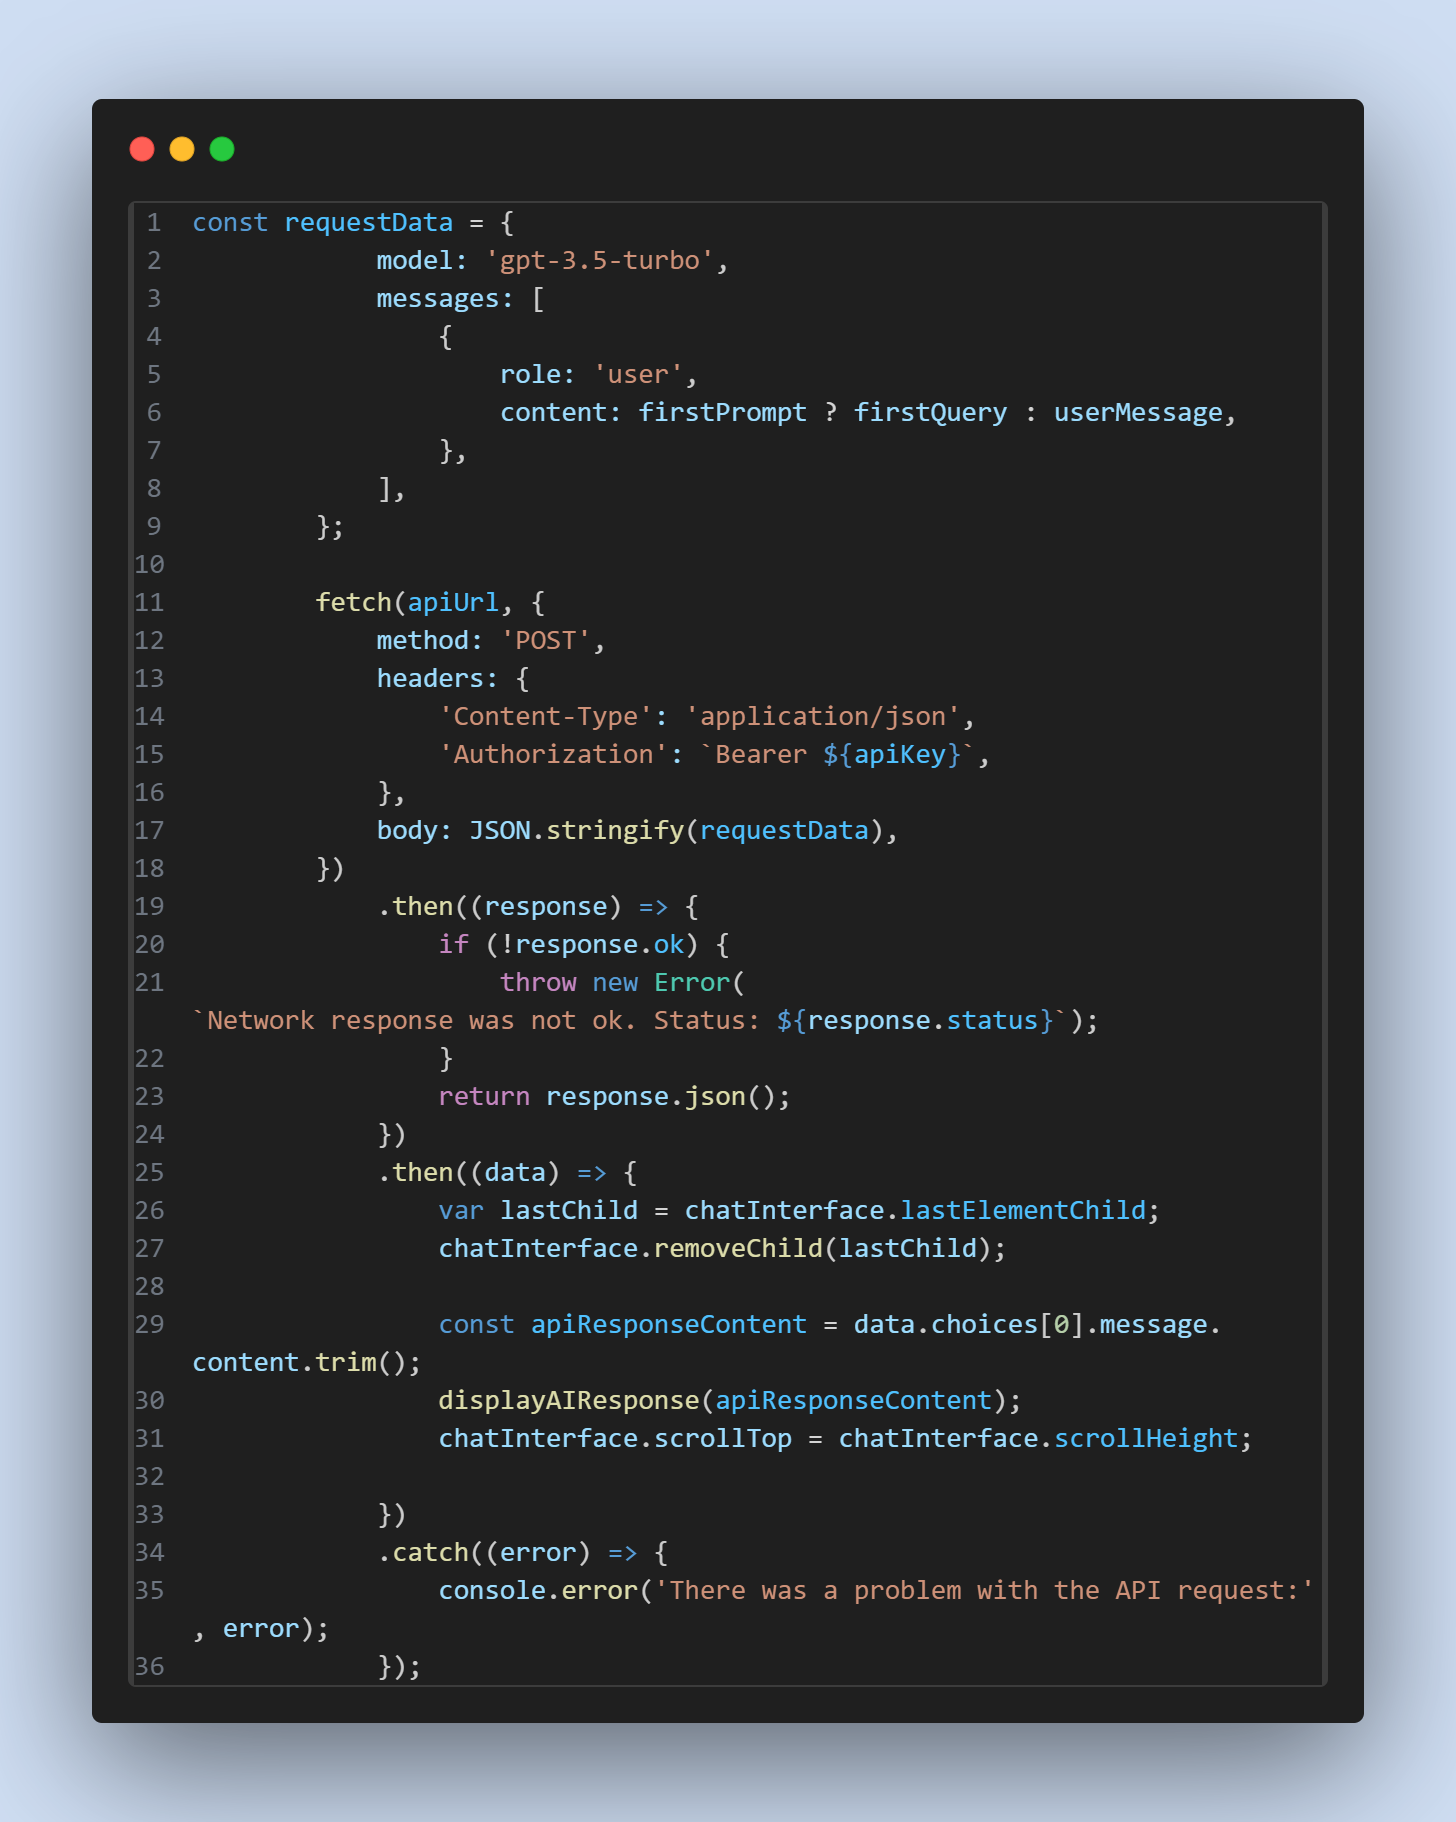 1 const requestData = {
2             model: 'gpt-3.5-turbo',
3             messages: [
4                 {
5                     role: 'user',
6                     content: firstPrompt ? firstQuery : userMessage,
7                 },
8             ],
9         };
10
11         fetch(apiUrl, {
12             method: 'POST',
13             headers: {
14                 'Content-Type': 'application/json',
15                 'Authorization': `Bearer ${apiKey}`,
16             },
17             body: JSON.stringify(requestData),
18         })
19             .then((response) => {
20                 if (!response.ok) {
21                     throw new Error(
`Network response was not ok. Status: ${response.status}`);
22                 }
23                 return response.json();
24             })
25             .then((data) => {
26                 var lastChild = chatInterface.lastElementChild;
27                 chatInterface.removeChild(lastChild);
28
29                 const apiResponseContent = data.choices[0].message.
content.trim();
30                 displayAIResponse(apiResponseContent);
31                 chatInterface.scrollTop = chatInterface.scrollHeight;
32
33             })
34             .catch((error) => {
35                 console.error('There was a problem with the API request:'
, error);
36             });